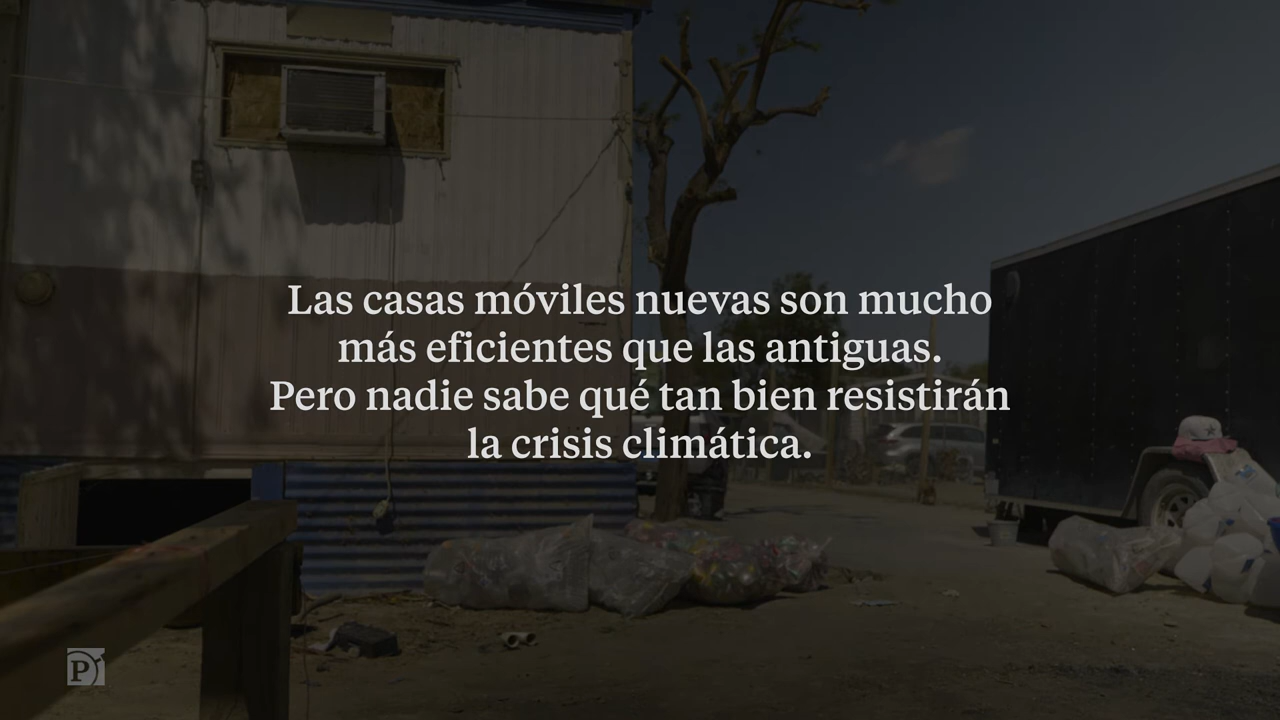 Las casas móviles nuevas son mucho
más eficientes que las antiguas.
Pero nadie sabe qué tan bien resistirán
la crisis climática.
P